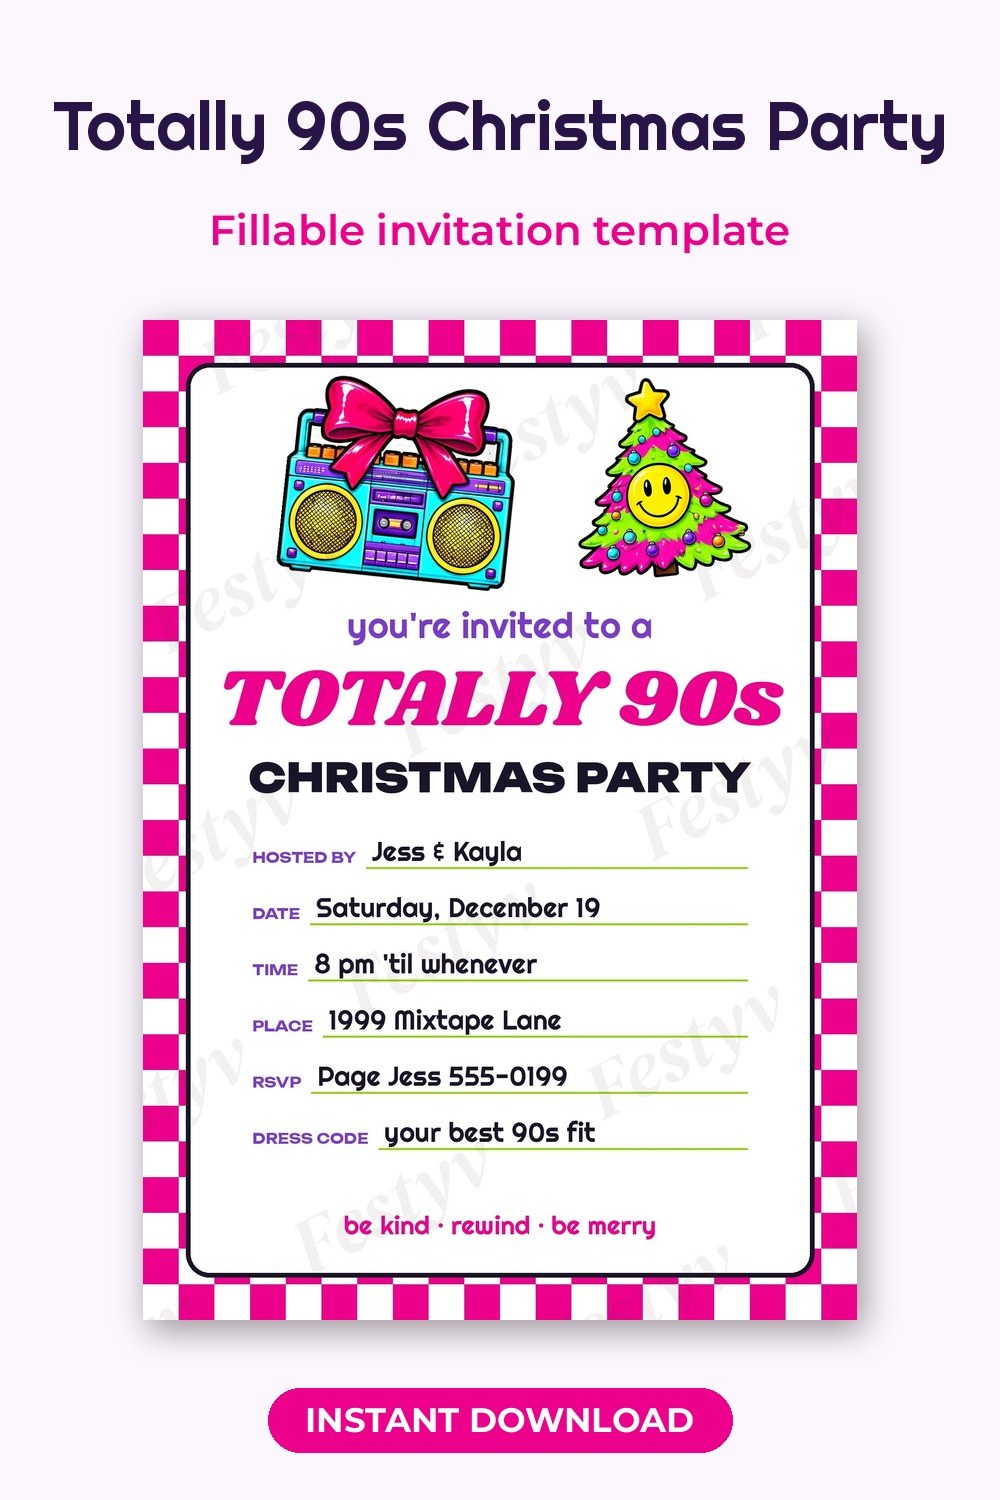 Totally 90s Christmas Party
Fillable invitation template
you're invited to a
TOTALLY 90s
CHRISTMAS PARTY
HOSTED BY Jess & Kayla
DATE Saturday, December 19
TIME 8 pm 'til whenever
PLACE 1999 Mixtape Lane
RSVP Page Jess 555-0199
DRESS CODE your best 90s fit
be kind · rewind · be merry
INSTANT DOWNLOAD
Festyv